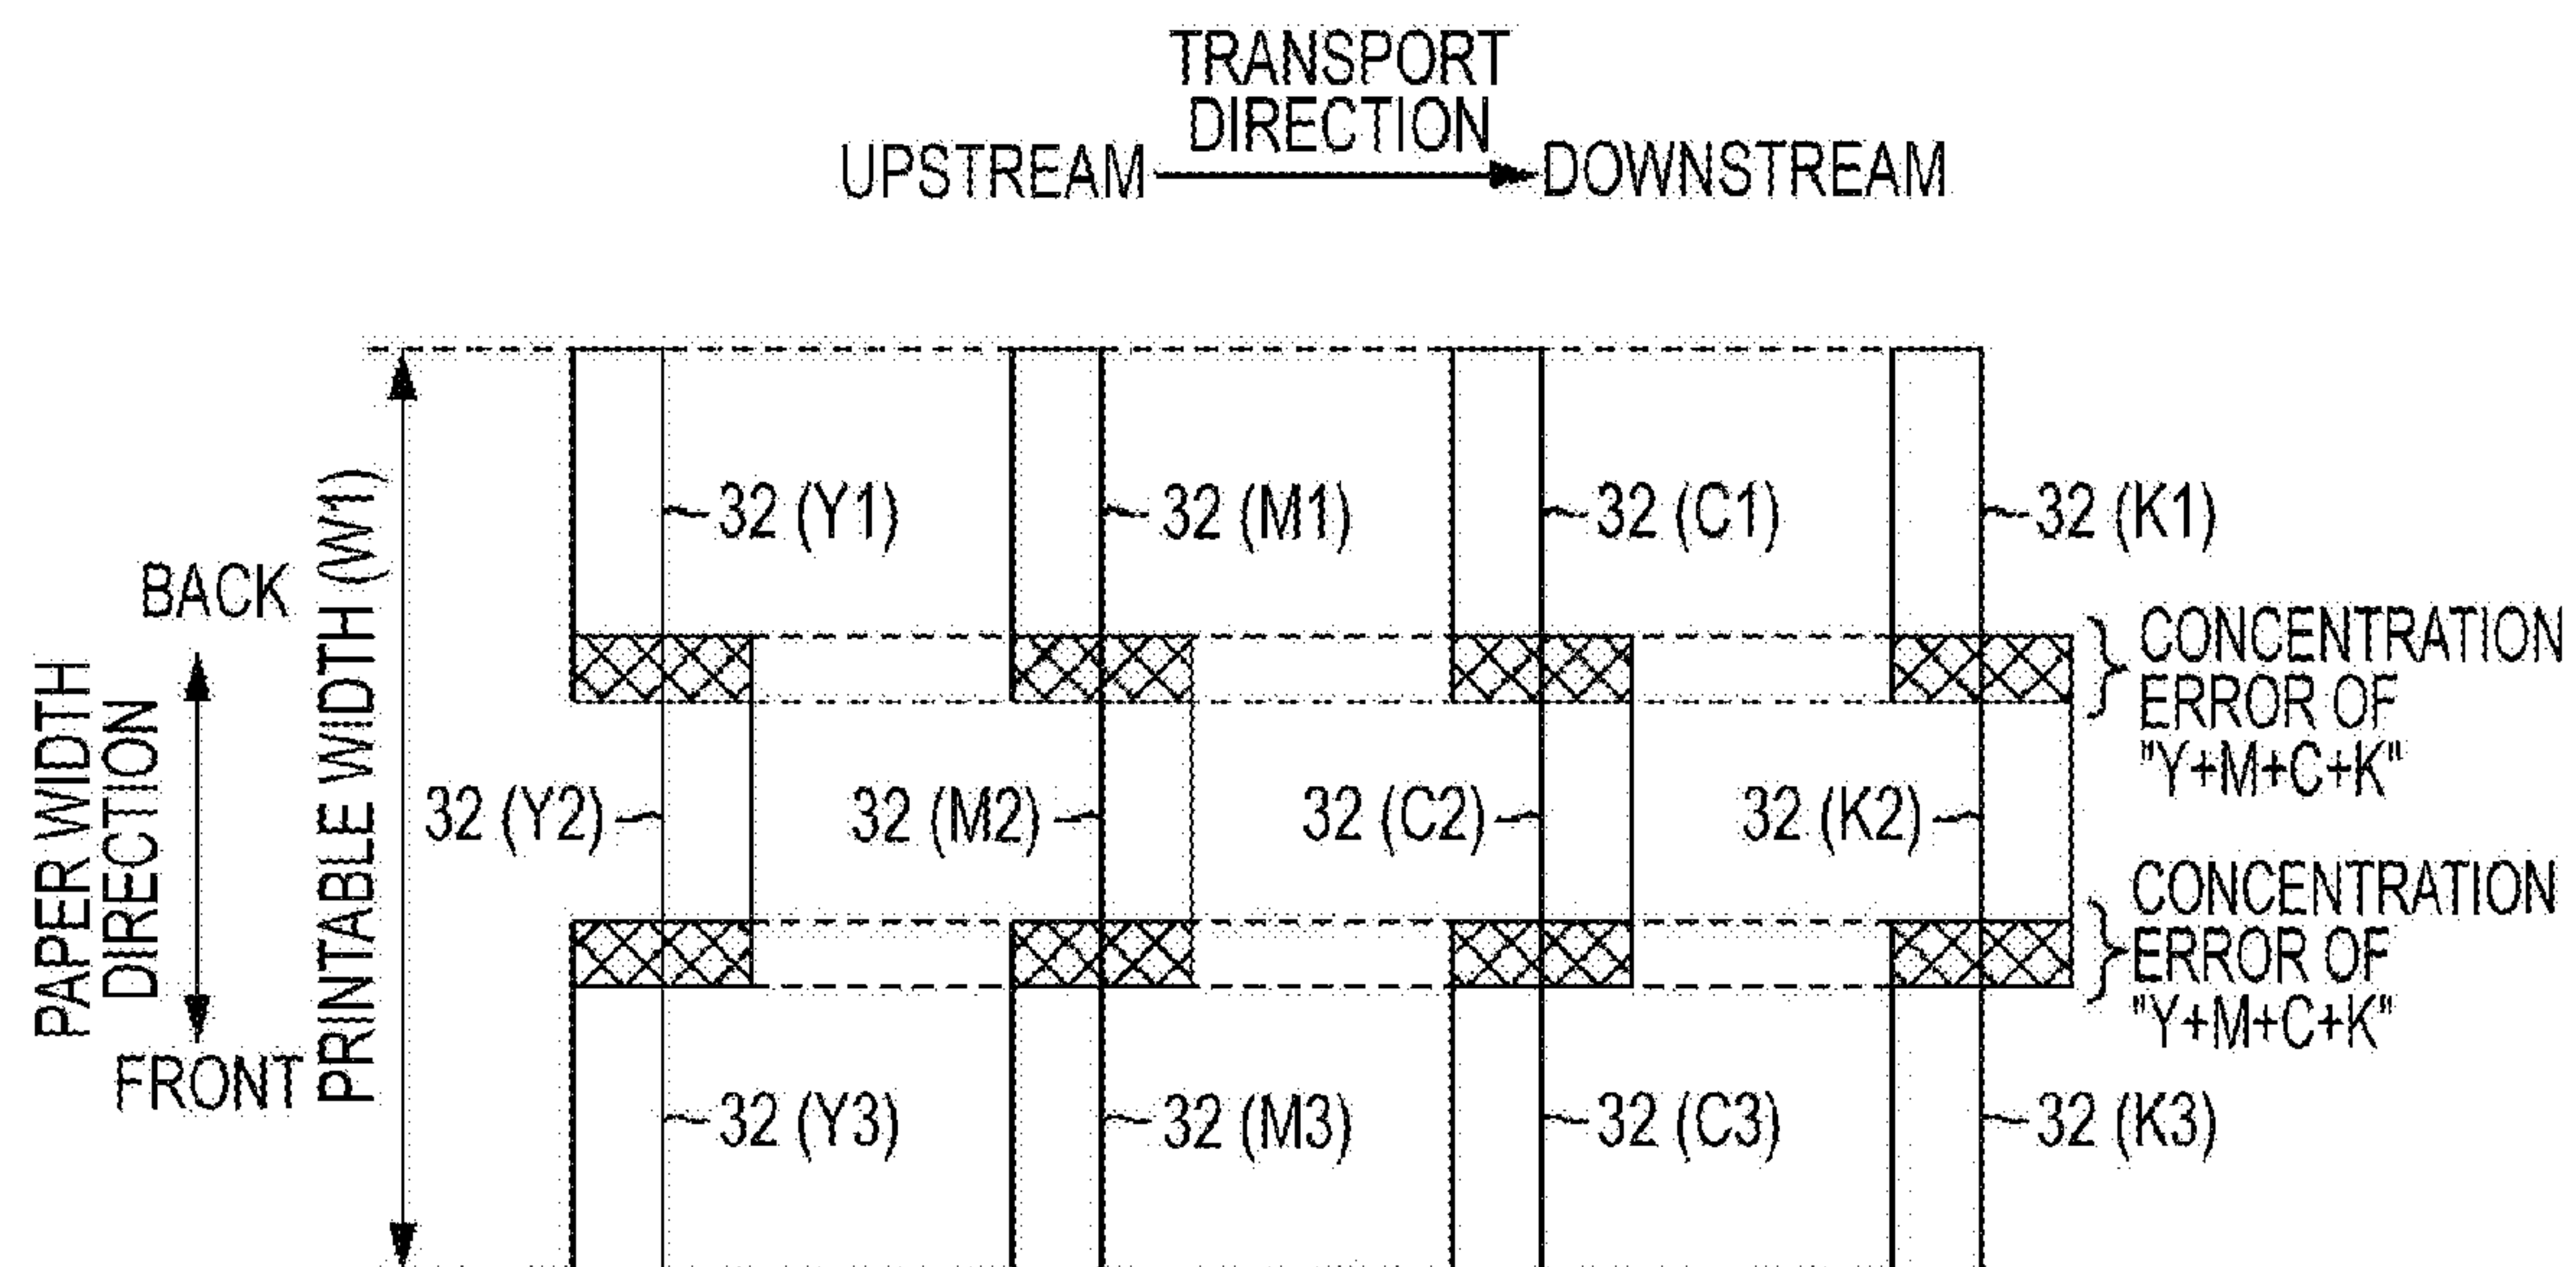 TRANSPORT
DIRECTION
UPSTREAM
DOWNSTREAM
32 (Y1)
32 (M1)
32 (C1)
32 (K1)
BACK
PAPER WIDTH
DIRECTION
FRONT
PRINTABLE WIDTH (W1)
CONCENTRATION
ERROR OF
"Y+M+C+K"
32 (Y2)
32 (M2)
32 (C2)
32 (K2)
CONCENTRATION
ERROR OF
"Y+M+C+K"
32 (Y3)
32 (M3)
32 (C3)
32 (K3)